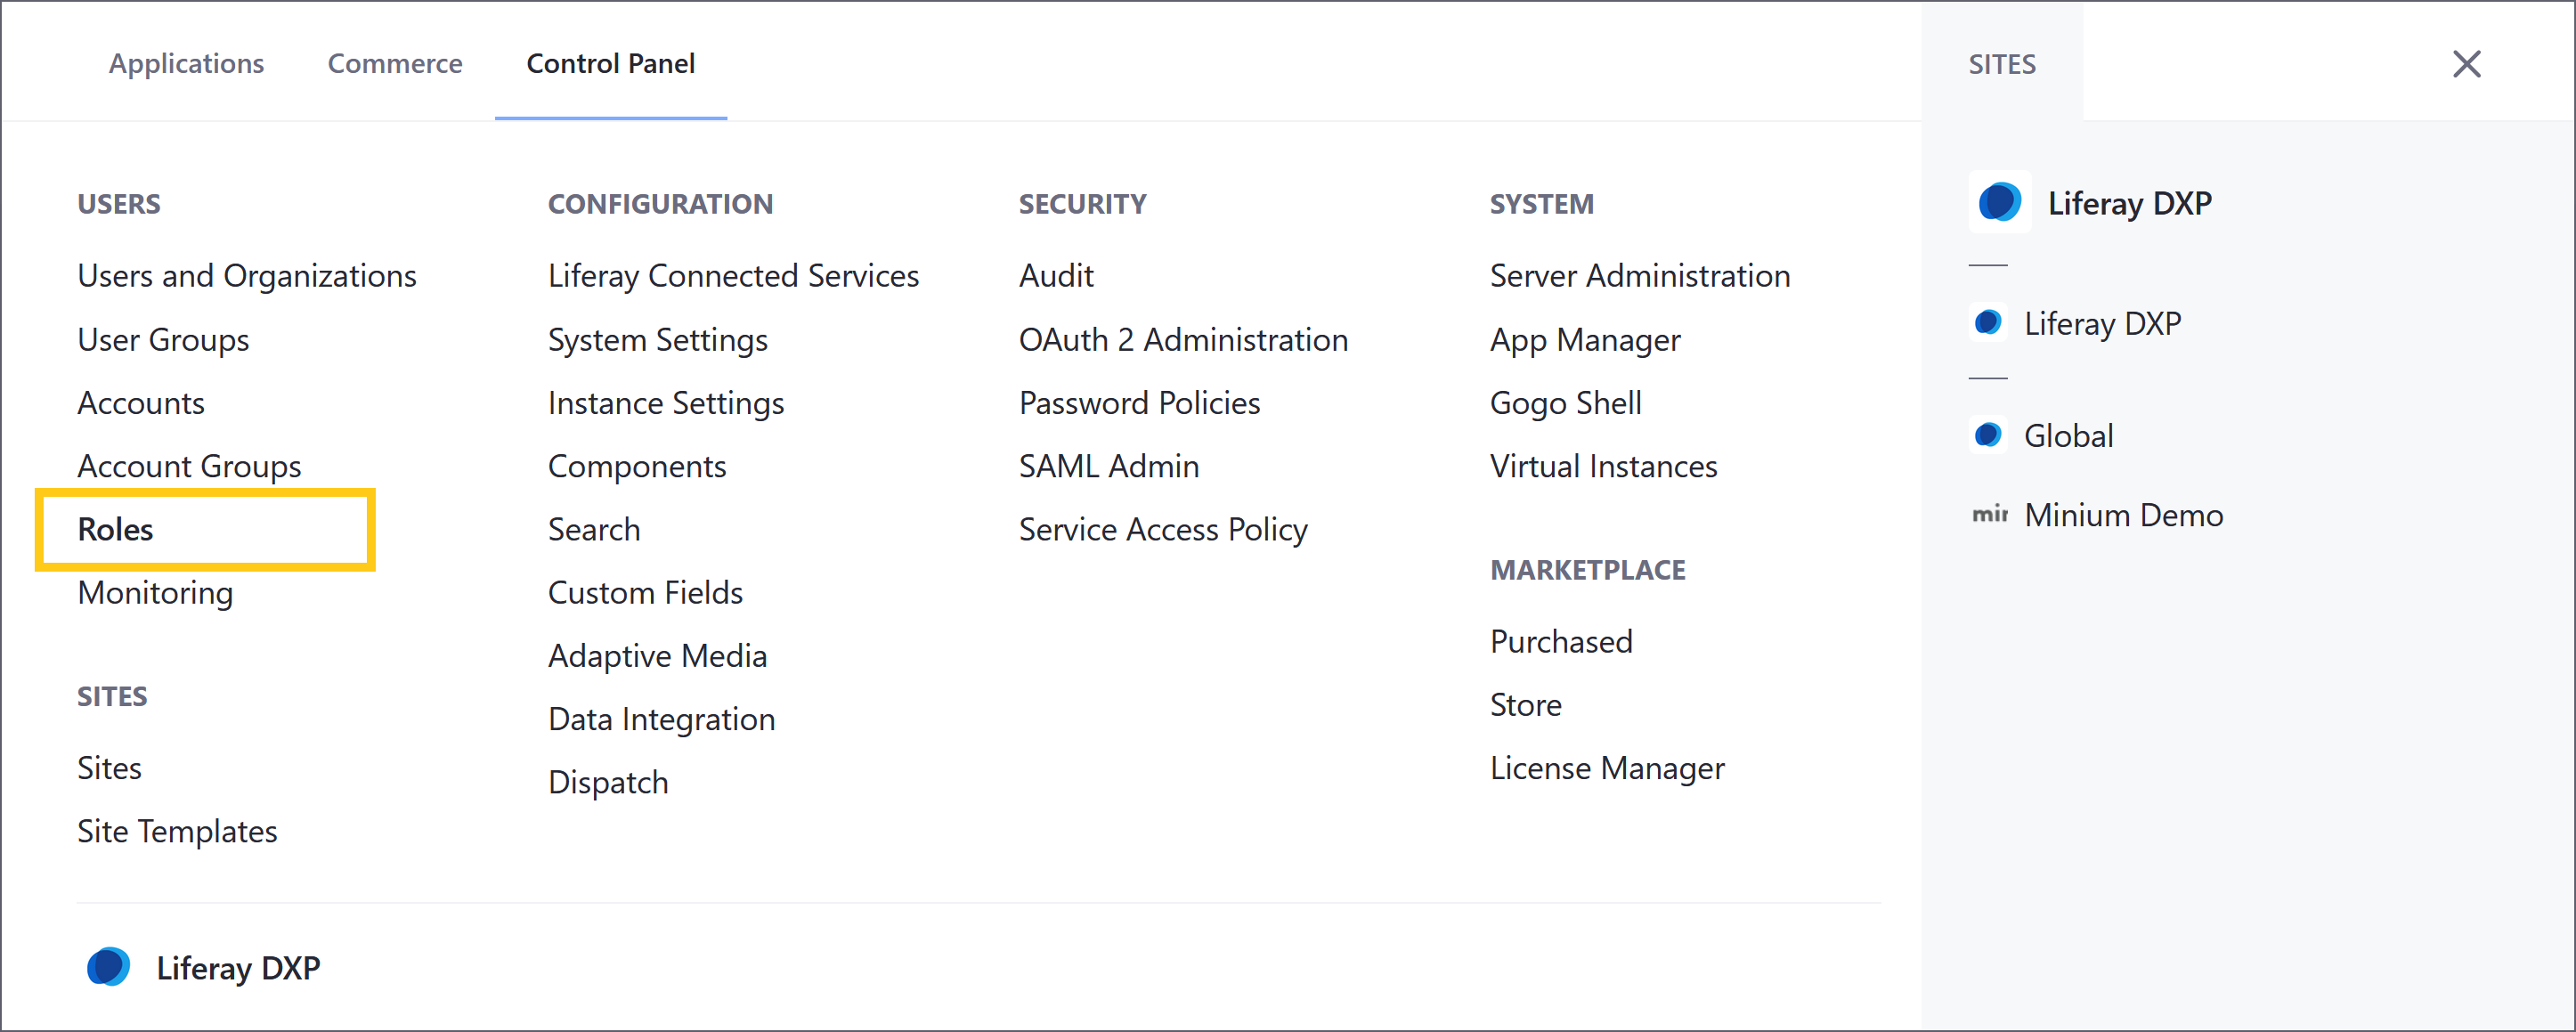 Applications
Commerce
Control Panel
SITES
USERS
Users and Organizations
User Groups
Accounts
Account Groups
Roles
Monitoring
SITES
Sites
Site Templates
CONFIGURATION
Liferay Connected Services
System Settings
Instance Settings
Components
Search
Custom Fields
Adaptive Media
Data Integration
Dispatch
SECURITY
Audit
OAuth 2 Administration
Password Policies
SAML Admin
Service Access Policy
SYSTEM
Server Administration
App Manager
Gogo Shell
Virtual Instances
MARKETPLACE
Purchased
Store
License Manager
Liferay DXP
Liferay DXP
Global
Minium Demo
Liferay DXP